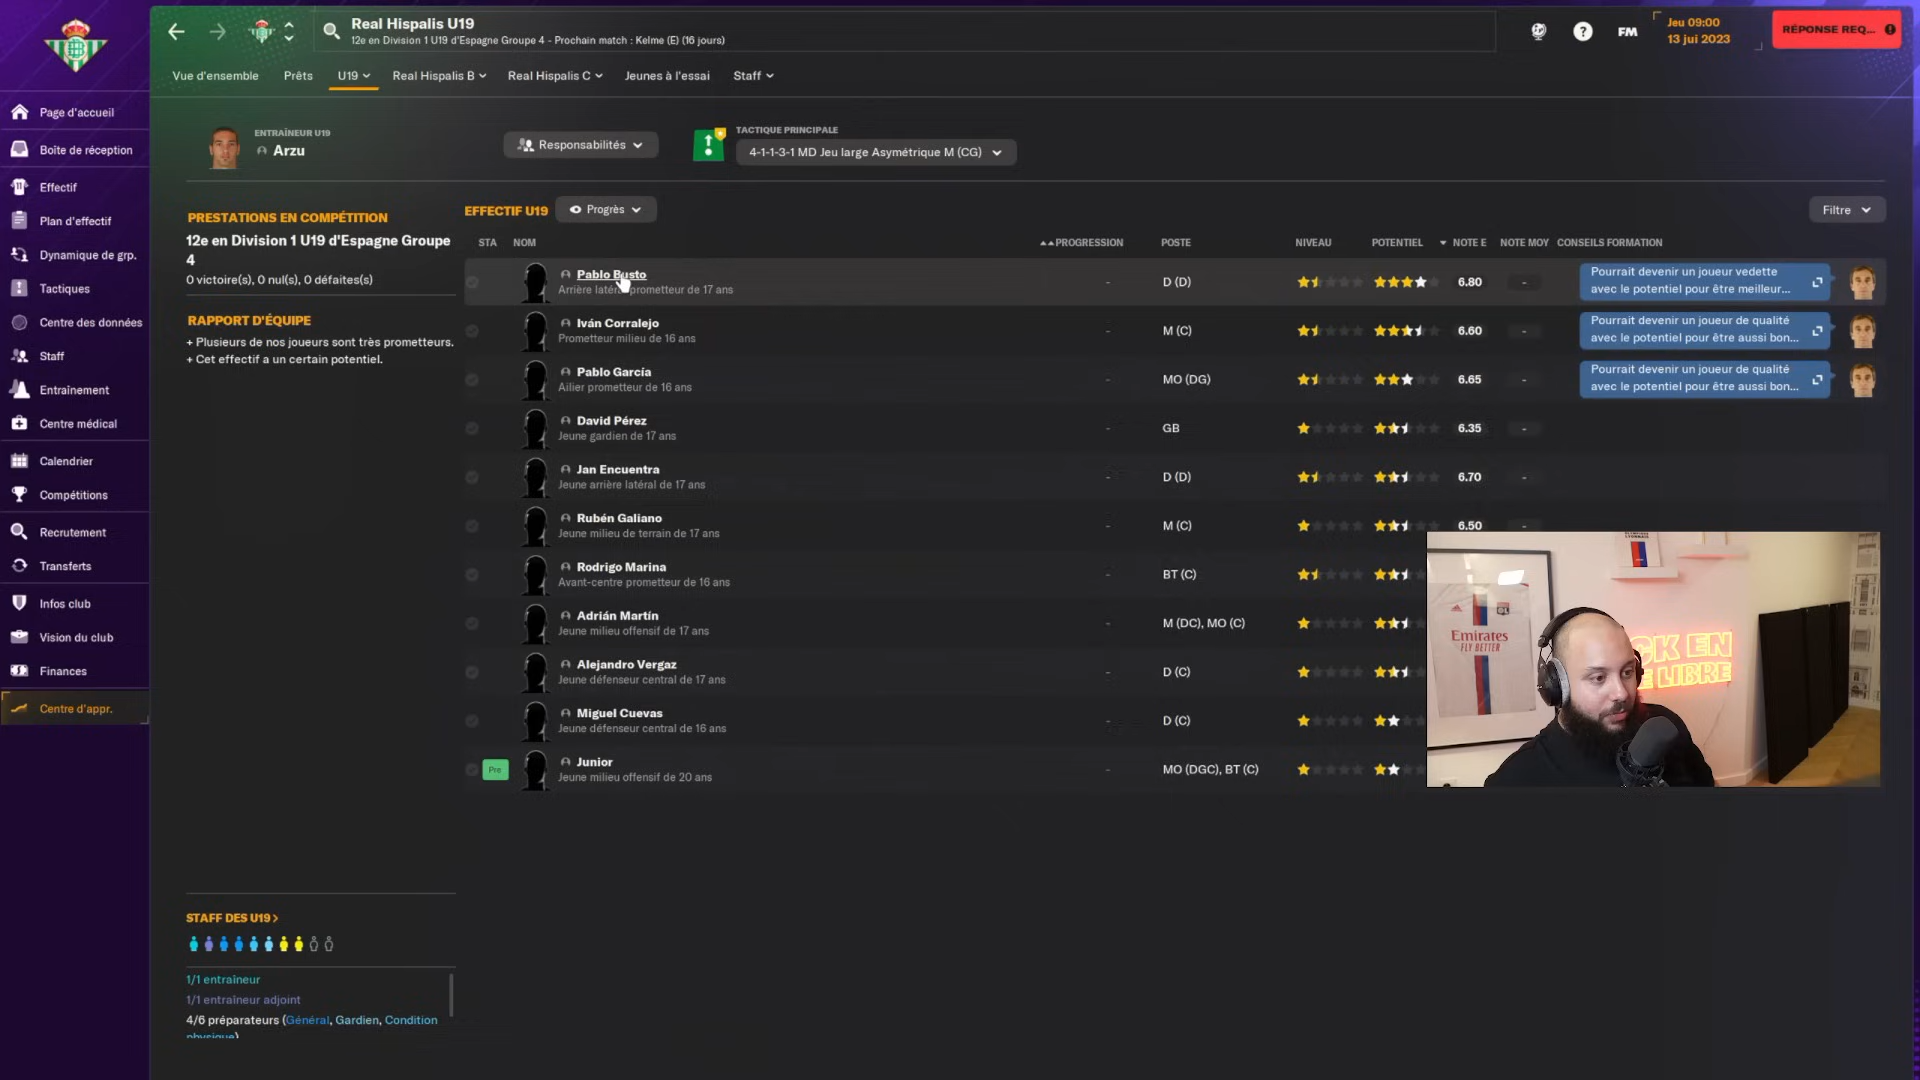 Real Hispalis U19
12e en Division 1 U19 d'Espagne Groupe 4 - Prochain match : Kelme (E) (16 jours)
FM
Jeu 09:00
13 jui 2023
RÉPONSE REQ...
Vue d'ensemble
Prêts
U19
Real Hispalis B
Real Hispalis C
Jeunes à l'essai
Staff
Page d'accueil
Boîte de réception
Effectif
Plan d'effectif
Dynamique de grp.
Tactiques
Centre des données
Staff
Entraînement
Centre médical
Calendrier
Compétitions
Recrutement
Transferts
Infos club
Vision du club
Finances
Centre d'appr.
ENTRAÎNEUR U19
Arzu
Responsabilités
TACTIQUE PRINCIPALE
4-1-1-3-1 MD Jeu large Asymétrique M (CG)
PRESTATIONS EN COMPÉTITION
12e en Division 1 U19 d'Espagne Groupe
4
0 victoire(s), 0 nul(s), 0 défaites(s)
RAPPORT D'ÉQUIPE
+ Plusieurs de nos joueurs sont très prometteurs.
+ Cet effectif a un certain potentiel.
EFFECTIF U19
Progrès
Filtre
STA NOM PROGRESSION POSTE NIVEAU POTENTIEL NOTE E NOTE MOY CONSEILS FORMATION
Pablo Busto
Arrière latéral prometteur de 17 ans
- D (D) 6.80 -
Pourrait devenir un joueur vedette
avec le potentiel pour être meilleur...
Iván Corralejo
Prometteur milieu de 16 ans
- M (C) 6.60 -
Pourrait devenir un joueur de qualité
avec le potentiel pour être aussi bon...
Pablo García
Ailier prometteur de 16 ans
- MO (DG) 6.65 -
Pourrait devenir un joueur de qualité
avec le potentiel pour être aussi bon...
David Pérez
Jeune gardien de 17 ans
- GB 6.35 -
Jan Encuentra
Jeune arrière latéral de 17 ans
- D (D) 6.70 -
Rubén Galiano
Jeune milieu de terrain de 17 ans
- M (C) 6.50 -
Rodrigo Marina
Avant-centre prometteur de 16 ans
- BT (C)
Adrián Martín
Jeune milieu offensif de 17 ans
- M (DC), MO (C)
Alejandro Vergaz
Jeune défenseur central de 17 ans
- D (C)
Miguel Cuevas
Jeune défenseur central de 16 ans
- D (C)
Pre
Junior
Jeune milieu offensif de 20 ans
- MO (DGC), BT (C)
OL
Emirates
FLY BETTER
CK EN
LIBRE
STAFF DES U19 >
1/1 entraîneur
1/1 entraîneur adjoint
4/6 préparateurs (Général, Gardien, Condition
physique)